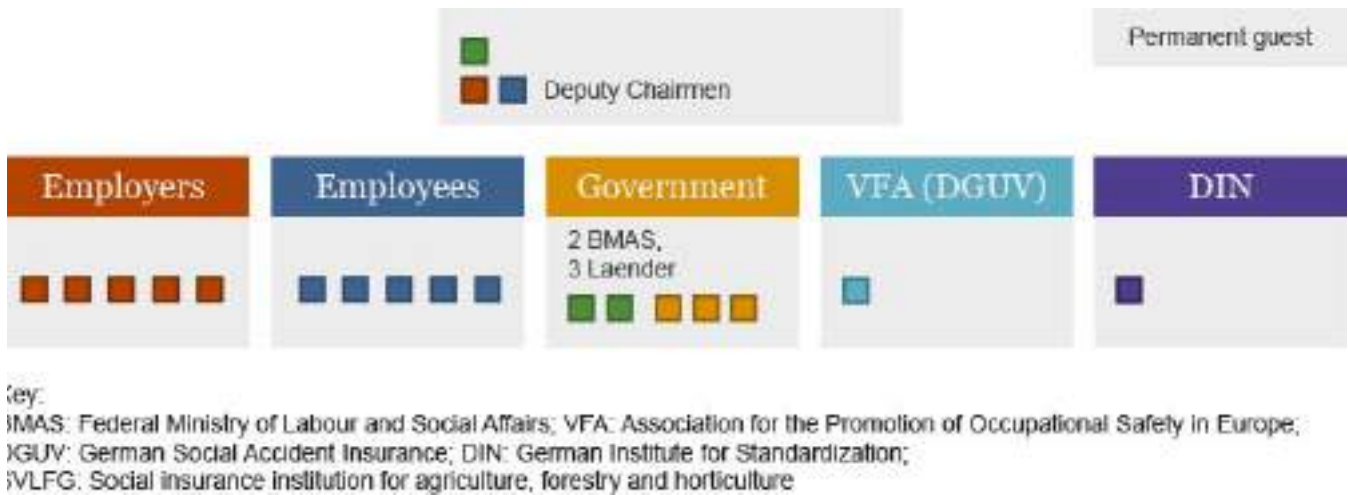 Permanent guest
Deputy Chairmen
Employers
Employees
Government
VFA (DGUV)
DIN
2 BMAS,
3 Laender
Key:
BMAS: Federal Ministry of Labour and Social Affairs; VFA: Association for the Promotion of Occupational Safety in Europe;
DGUV: German Social Accident Insurance; DIN: German Institute for Standardization;
SVLFG: Social insurance institution for agriculture, forestry and horticulture